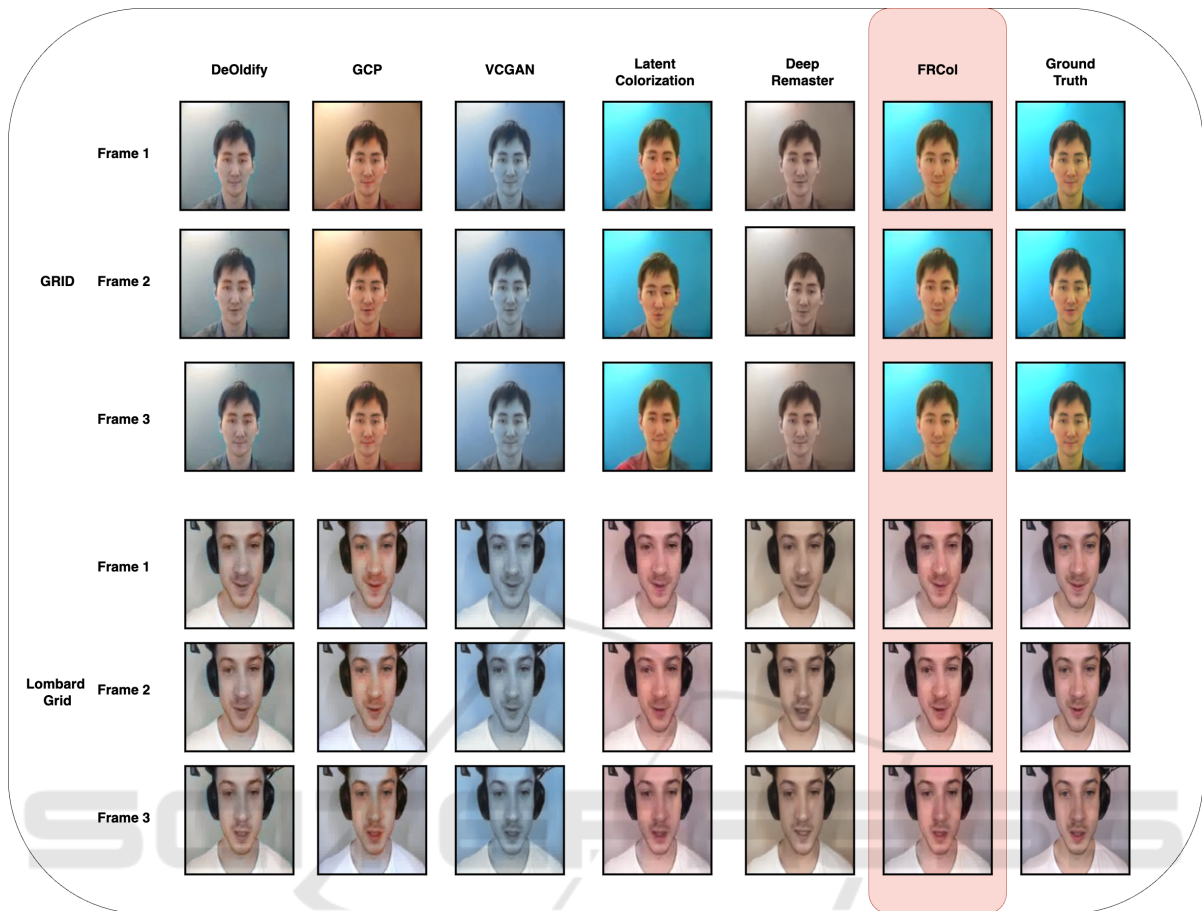 DeOldify
GCP
VCGAN
Latent
Colorization
Deep
Remaster
FRCol
Ground
Truth
Frame 1
GRID
Frame 2
Frame 3
Frame 1
Lombard
Grid
Frame 2
Frame 3
SCITEPRESS